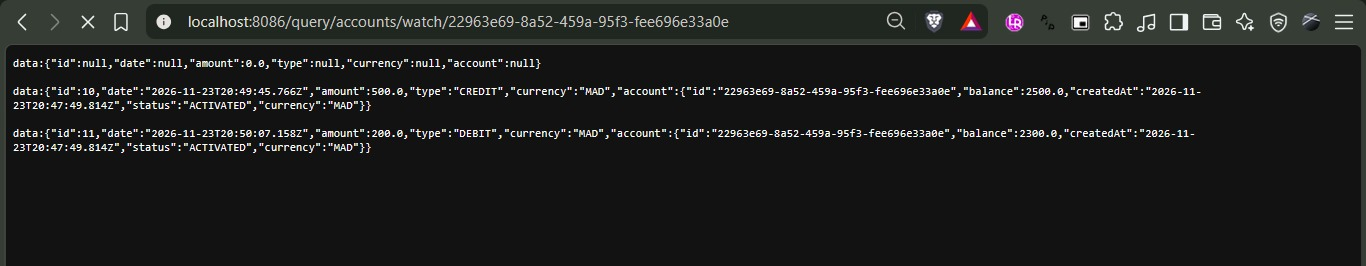 localhost:8086/query/accounts/watch/22963e69-8a52-459a-95f3-fee696e33a0e
data:{"id":null,"date":null,"amount":0.0,"type":null,"currency":null,"account":null}
data:{"id":10,"date":"2026-11-23T20:49:45.766Z","amount":500.0,"type":"CREDIT","currency":"MAD","account":{"id":"22963e69-8a52-459a-95f3-fee696e33a0e","balance":2500.0,"createdAt":"2026-11-
23T20:47:49.814Z","status":"ACTIVATED","currency":"MAD"}}
data:{"id":11,"date":"2026-11-23T20:50:07.158Z","amount":200.0,"type":"DEBIT","currency":"MAD","account":{"id":"22963e69-8a52-459a-95f3-fee696e33a0e","balance":2300.0,"createdAt":"2026-11-
23T20:47:49.814Z","status":"ACTIVATED","currency":"MAD"}}